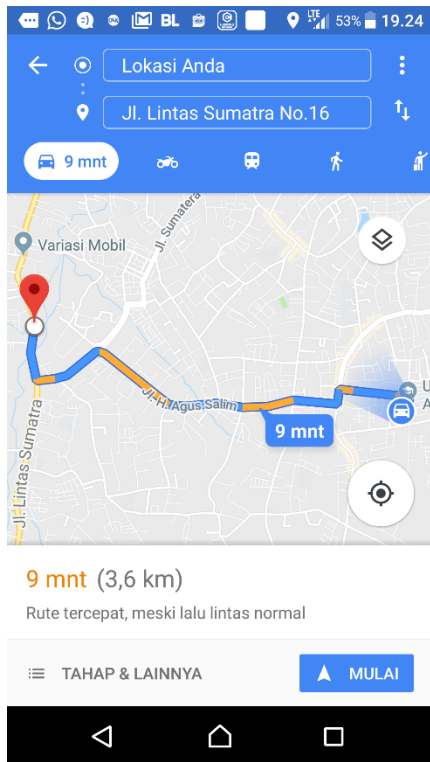 BL
LTE
53%
19.24
Lokasi Anda
Jl. Lintas Sumatra No.16
9 mnt
Variasi Mobil
Jl. Sumatera
Jl. H. Agus Salim
U
A
9 mnt
Jl. Lintas Sumatra
9 mnt (3,6 km)
Rute tercepat, meski lalu lintas normal
TAHAP & LAINNYA
MULAI